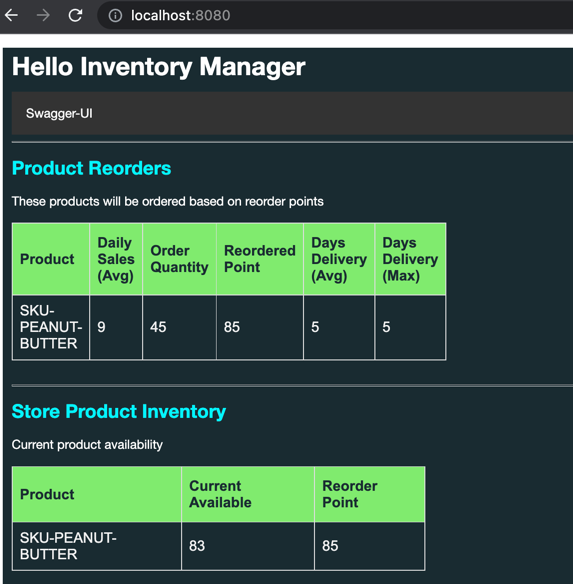 localhost:8080
Hello Inventory Manager
Swagger-UI
Product Reorders
These products will be ordered based on reorder points
Product Daily Sales (Avg) Order Quantity Reordered Point Days Delivery (Avg) Days Delivery (Max)
SKU-PEANUT-BUTTER 9 45 85 5 5
Store Product Inventory
Current product availability
Product Current Available Reorder Point
SKU-PEANUT-BUTTER 83 85